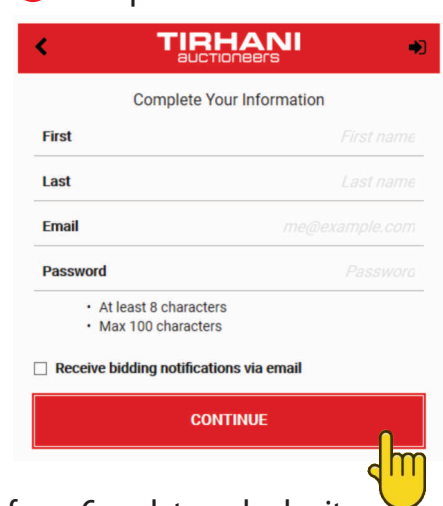 TIRHANI
auctioneers
Complete Your Information
First First name
Last Last name
Email me@example.com
Password Password
• At least 8 characters
• Max 100 characters
Receive bidding notifications via email
CONTINUE